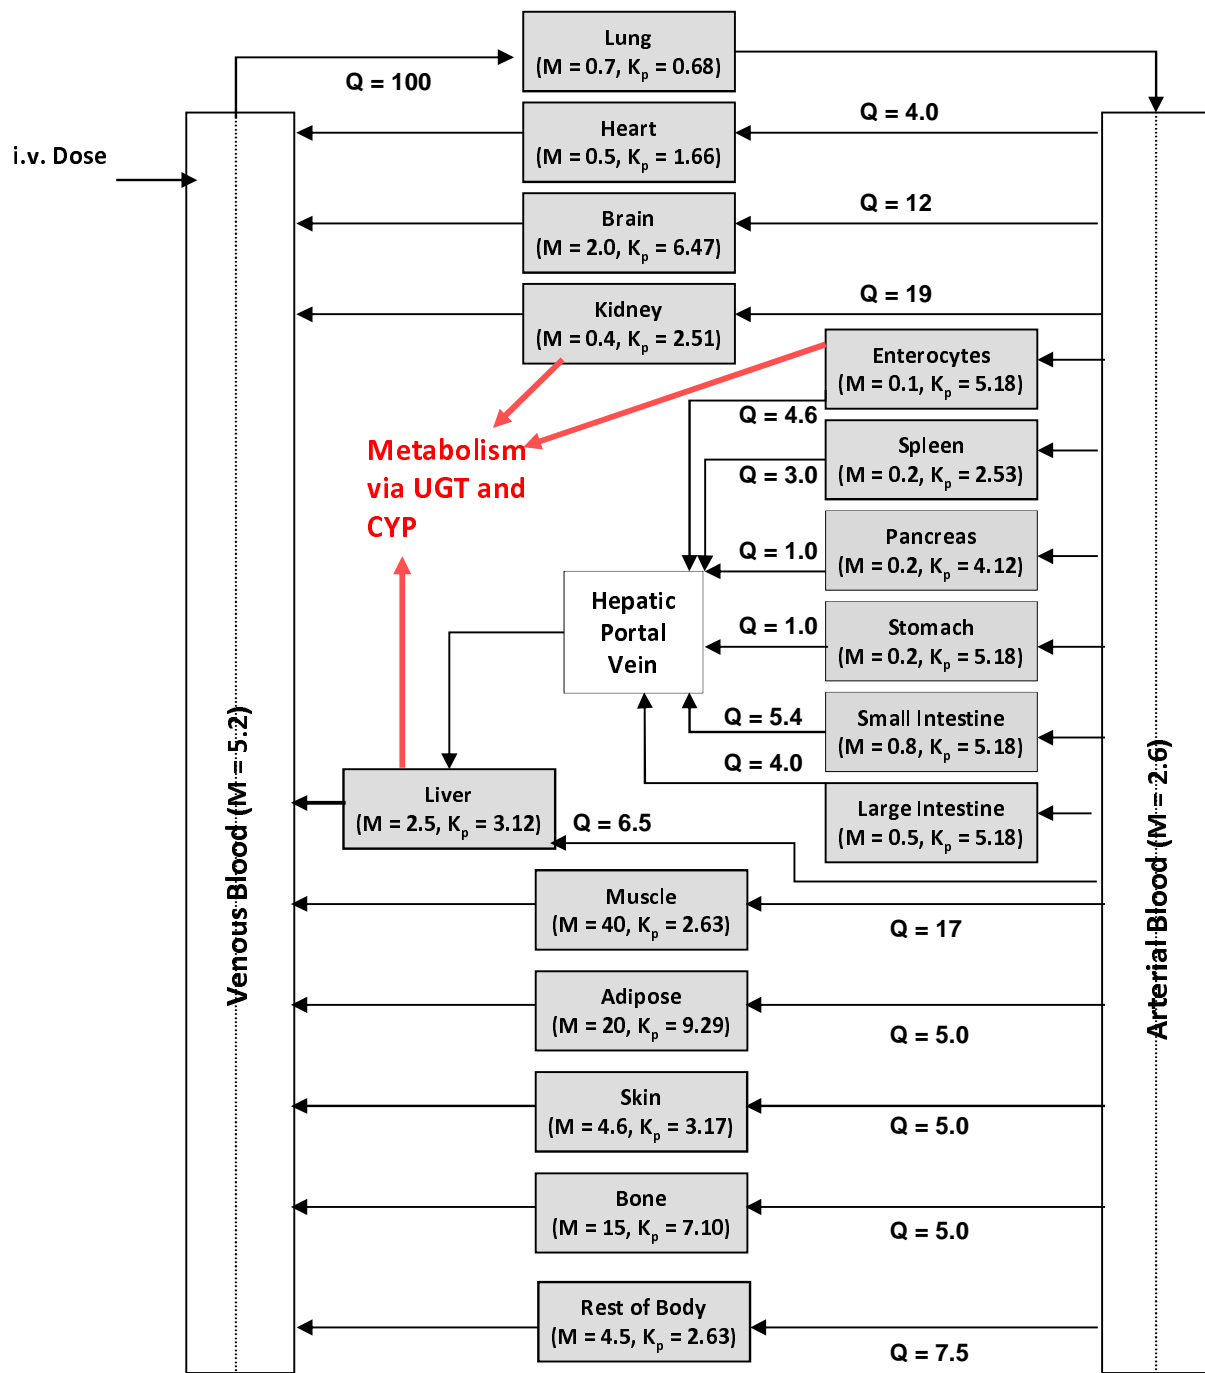 Lung
(M = 0.7, Kp = 0.68)
Q = 100
Heart
(M = 0.5, Kp = 1.66)
Q = 4.0
i.v. Dose
Brain
(M = 2.0, Kp = 6.47)
Q = 12
Kidney
(M = 0.4, Kp = 2.51)
Q = 19
Enterocytes
(M = 0.1, Kp = 5.18)
Q = 4.6
Metabolism
via UGT and
CYP
Spleen
(M = 0.2, Kp = 2.53)
Q = 3.0
Pancreas
(M = 0.2, Kp = 4.12)
Q = 1.0
Hepatic
Portal
Vein
Stomach
(M = 0.2, Kp = 5.18)
Q = 1.0
Small Intestine
(M = 0.8, Kp = 5.18)
Q = 5.4
Q = 4.0
Large Intestine
(M = 0.5, Kp = 5.18)
Liver
(M = 2.5, Kp = 3.12)
Q = 6.5
Venous Blood (M = 5.2)
Arterial Blood (M = 2.6)
Muscle
(M = 40, Kp = 2.63)
Q = 17
Adipose
(M = 20, Kp = 9.29)
Q = 5.0
Skin
(M = 4.6, Kp = 3.17)
Q = 5.0
Bone
(M = 15, Kp = 7.10)
Q = 5.0
Rest of Body
(M = 4.5, Kp = 2.63)
Q = 7.5